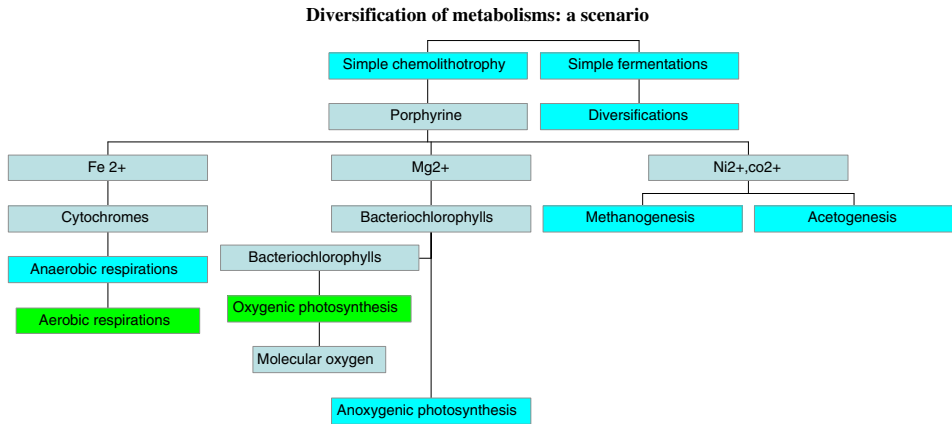 Diversification of metabolisms: a scenario
Simple chemolithotrophy
Simple fermentations
Porphyrine
Diversifications
Fe 2+
Mg2+
Ni2+,co2+
Cytochromes
Bacteriochlorophylls
Methanogenesis
Acetogenesis
Bacteriochlorophylls
Anaerobic respirations
Oxygenic photosynthesis
Aerobic respirations
Molecular oxygen
Anoxygenic photosynthesis